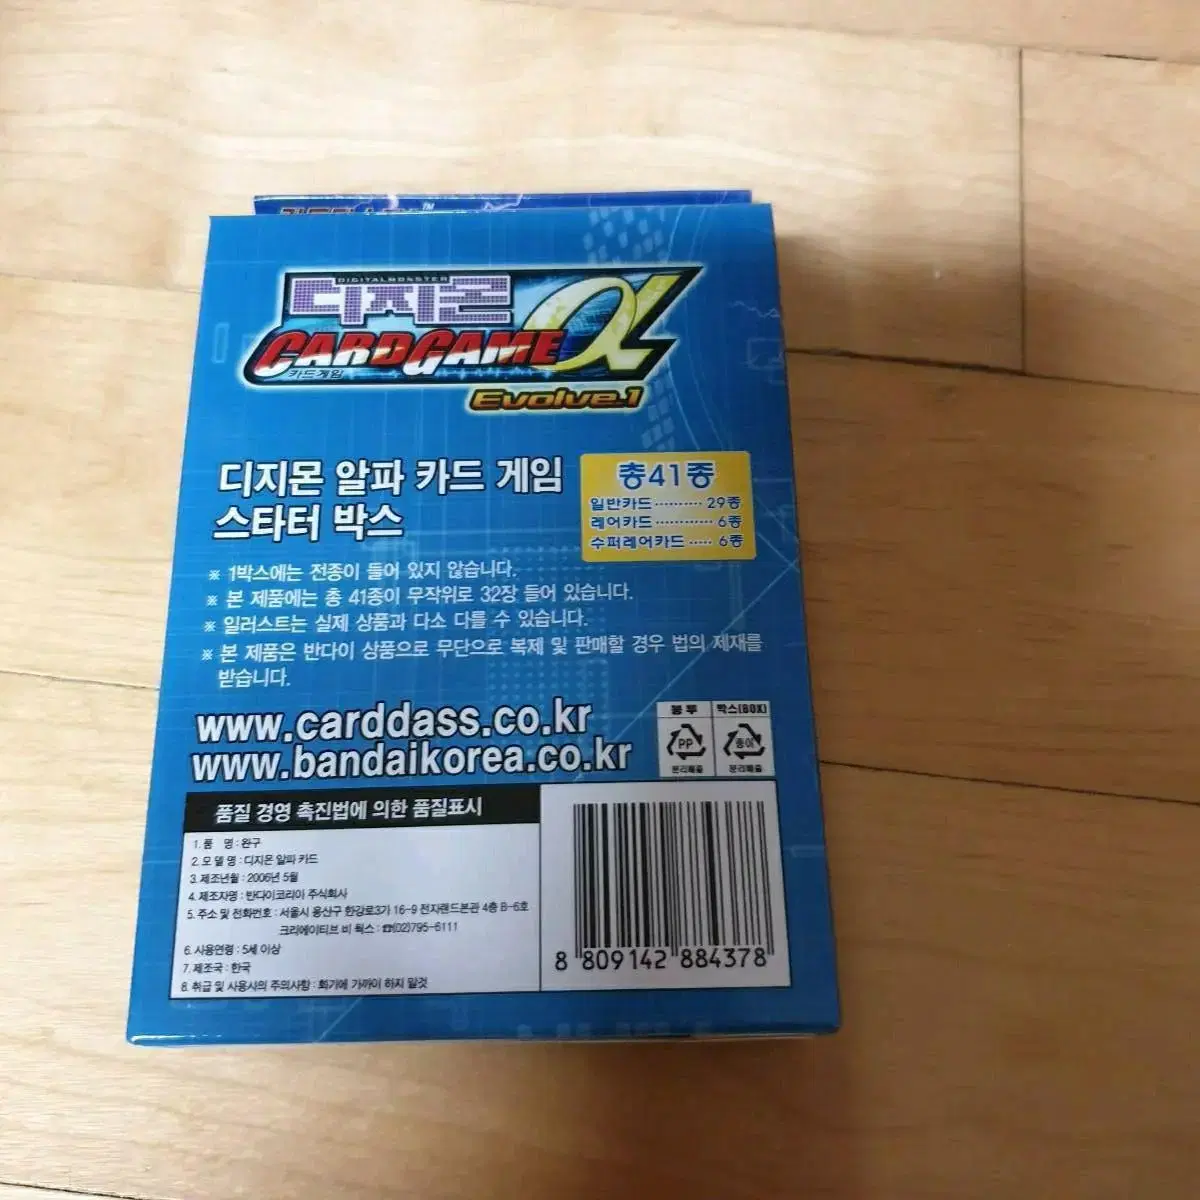 TM
DIGITAL MONSTER
디지몬
CARDGAME α
카드게임
Evolve.1
디지몬 알파 카드 게임
스타터 박스
총41종
일반카드 ·········· 29종
레어카드 ············ 6종
수퍼레어카드 ····· 6종
※ 1박스에는 전종이 들어 있지 않습니다.
※ 본 제품에는 총 41종이 무작위로 32장 들어 있습니다.
※ 일러스트는 실제 상품과 다소 다를 수 있습니다.
※ 본 제품은 반다이 상품으로 무단으로 복제 및 판매할 경우 법의 제재를
받습니다.
www.carddass.co.kr
www.bandaikorea.co.kr
봉투 박스(BOX)
PP 종이
분리배출 분리배출
품질 경영 촉진법에 의한 품질표시
1. 품 명 : 완구
2. 모 델 명 : 디지몬 알파 카드
3. 제조년월 : 2006년 5월
4. 제조자명 : 반다이코리아 주식회사
5. 주소 및 전화번호 : 서울시 용산구 한강로3가 16-9 전자랜드본관 4층 B-6호
크리에이티브 비 웍스 : ☎(02)795-6111
6. 사용연령 : 5세 이상
7. 제조국 : 한국
8. 취급 및 사용시의 주의사항 : 화기에 가까이 하지 말것
8 809142 884378